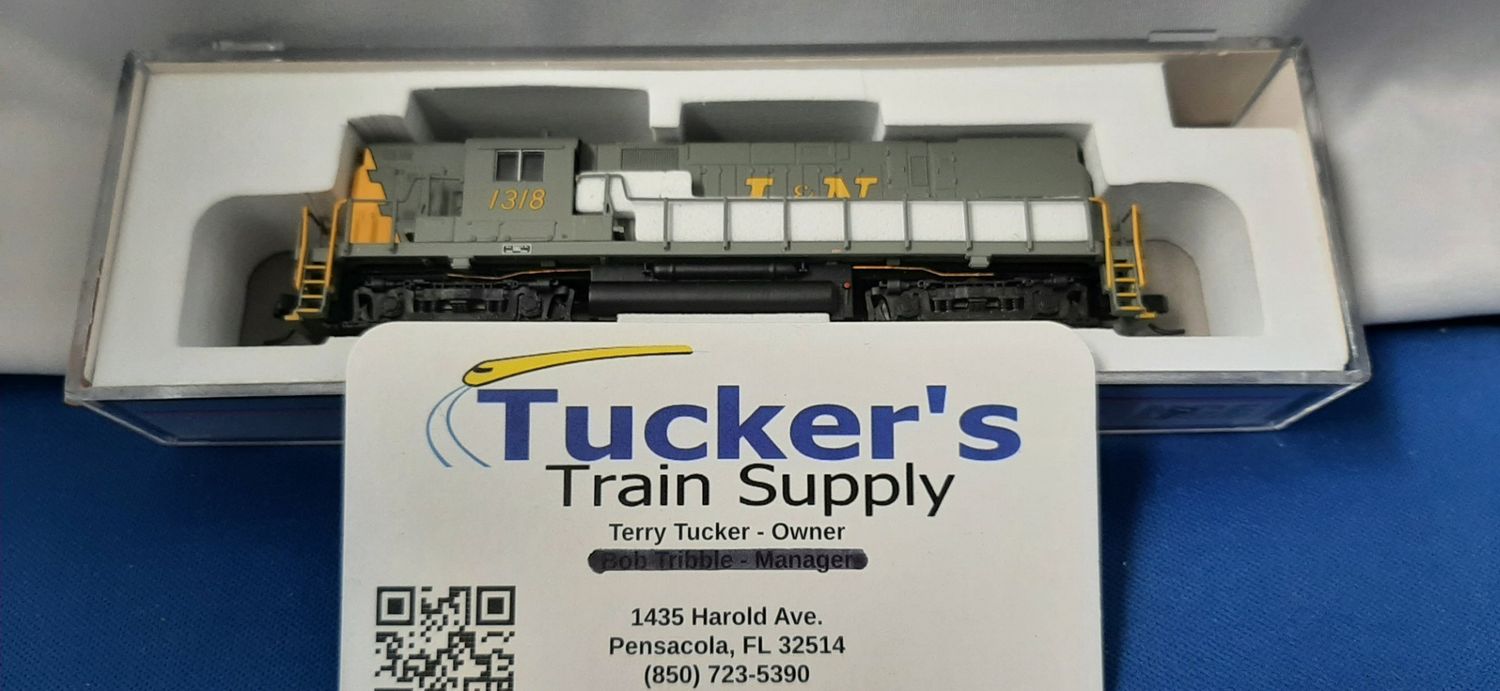 1318
L&N
Tucker's
Train Supply
Terry Tucker - Owner
Bob Tribble - Manager
1435 Harold Ave.
Pensacola, FL 32514
(850) 723-5390